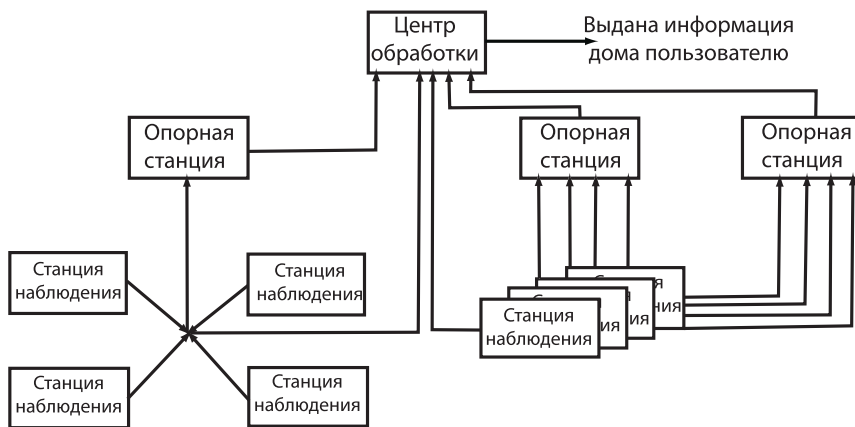 Центр
обработки
Выдана информация
дома пользователю
Опорная
станция
Опорная
станция
Опорная
станция
Станция
наблюдения
Станция
наблюдения
Станция
наблюдения
Станция
наблюдения
Станция
наблюдения